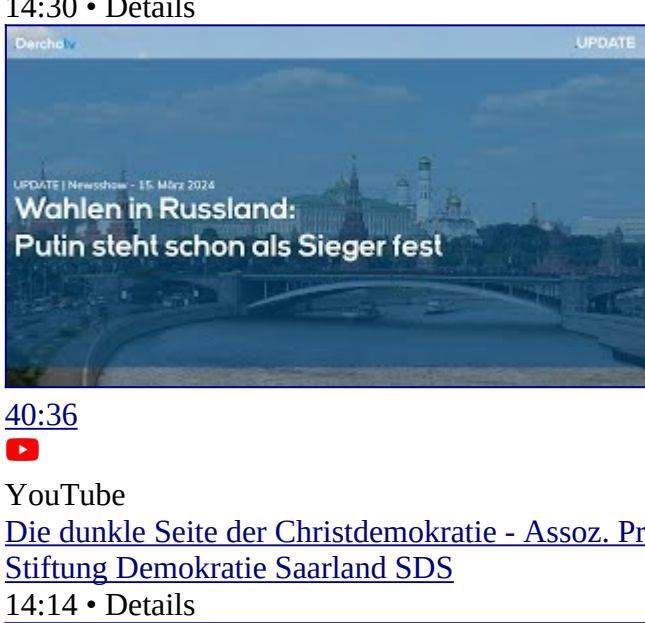 14:30 • Details
Derchotv
UPDATE
UPDATE | Newsshow - 15. März 2024
Wahlen in Russland:
Putin steht schon als Sieger fest
40:36
YouTube
Die dunkle Seite der Christdemokratie - Assoz. Pr
Stiftung Demokratie Saarland SDS
14:14 • Details